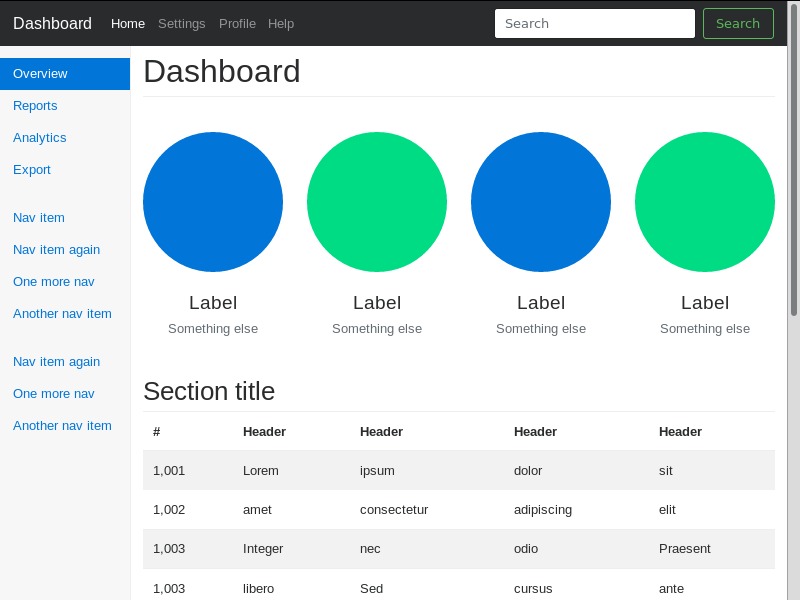 Dashboard Home Settings Profile Help Search Search
Overview
Reports
Analytics
Export
Nav item
Nav item again
One more nav
Another nav item
Nav item again
One more nav
Another nav item
Dashboard
Label Label Label Label
Something else Something else Something else Something else
Section title
# Header Header Header Header
1,001 Lorem ipsum dolor sit
1,002 amet consectetur adipiscing elit
1,003 Integer nec odio Praesent
1,003 libero Sed cursus ante